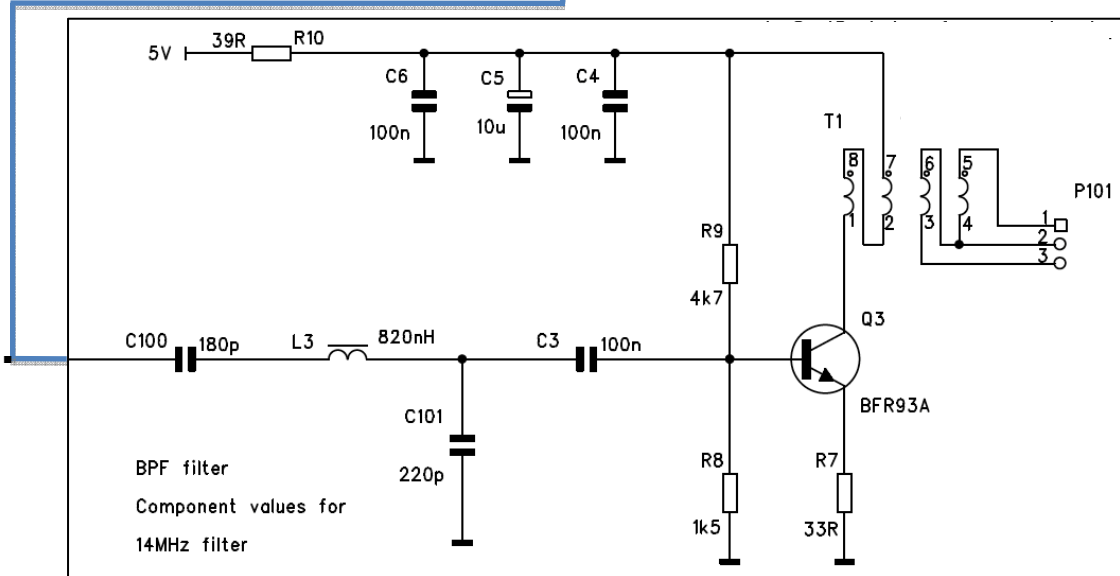 5V
39R
R10
C6
100n
C5
10u
C4
100n
T1
8
7
6
5
1
2
3
4
P101
1
2
3
R9
4k7
Q3
BFR93A
C100
180p
L3
820nH
C3
100n
C101
220p
R8
1k5
R7
33R
BPF filter
Component values for
14MHz filter